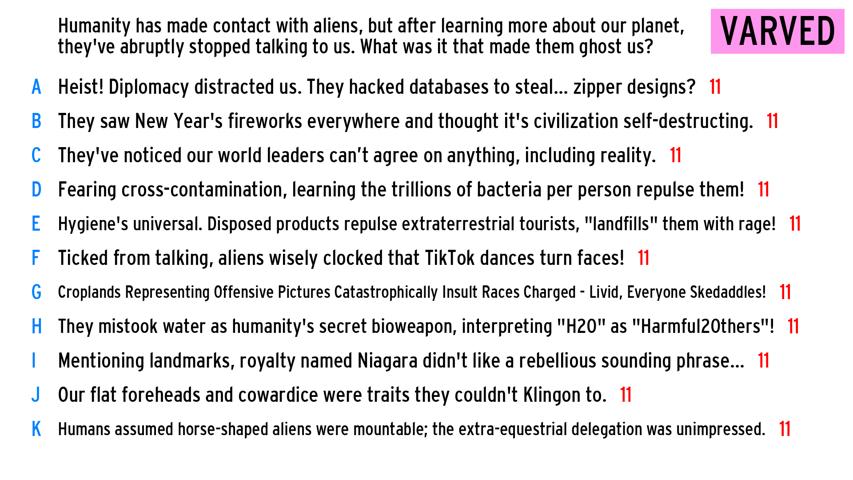 Humanity has made contact with aliens, but after learning more about our planet,
they've abruptly stopped talking to us. What was it that made them ghost us?
VARVED
A Heist! Diplomacy distracted us. They hacked databases to steal... zipper designs? 11
B They saw New Year's fireworks everywhere and thought it's civilization self-destructing. 11
C They've noticed our world leaders can't agree on anything, including reality. 11
D Fearing cross-contamination, learning the trillions of bacteria per person repulse them! 11
E Hygiene's universal. Disposed products repulse extraterrestrial tourists, "landfills" them with rage! 11
F Ticked from talking, aliens wisely clocked that TikTok dances turn faces! 11
G Croplands Representing Offensive Pictures Catastrophically Insult Races Charged - Livid, Everyone Skedaddles! 11
H They mistook water as humanity's secret bioweapon, interpreting "H20" as "Harmful20thers"! 11
I Mentioning landmarks, royalty named Niagara didn't like a rebellious sounding phrase... 11
J Our flat foreheads and cowardice were traits they couldn't Klingon to. 11
K Humans assumed horse-shaped aliens were mountable; the extra-equestrial delegation was unimpressed. 11